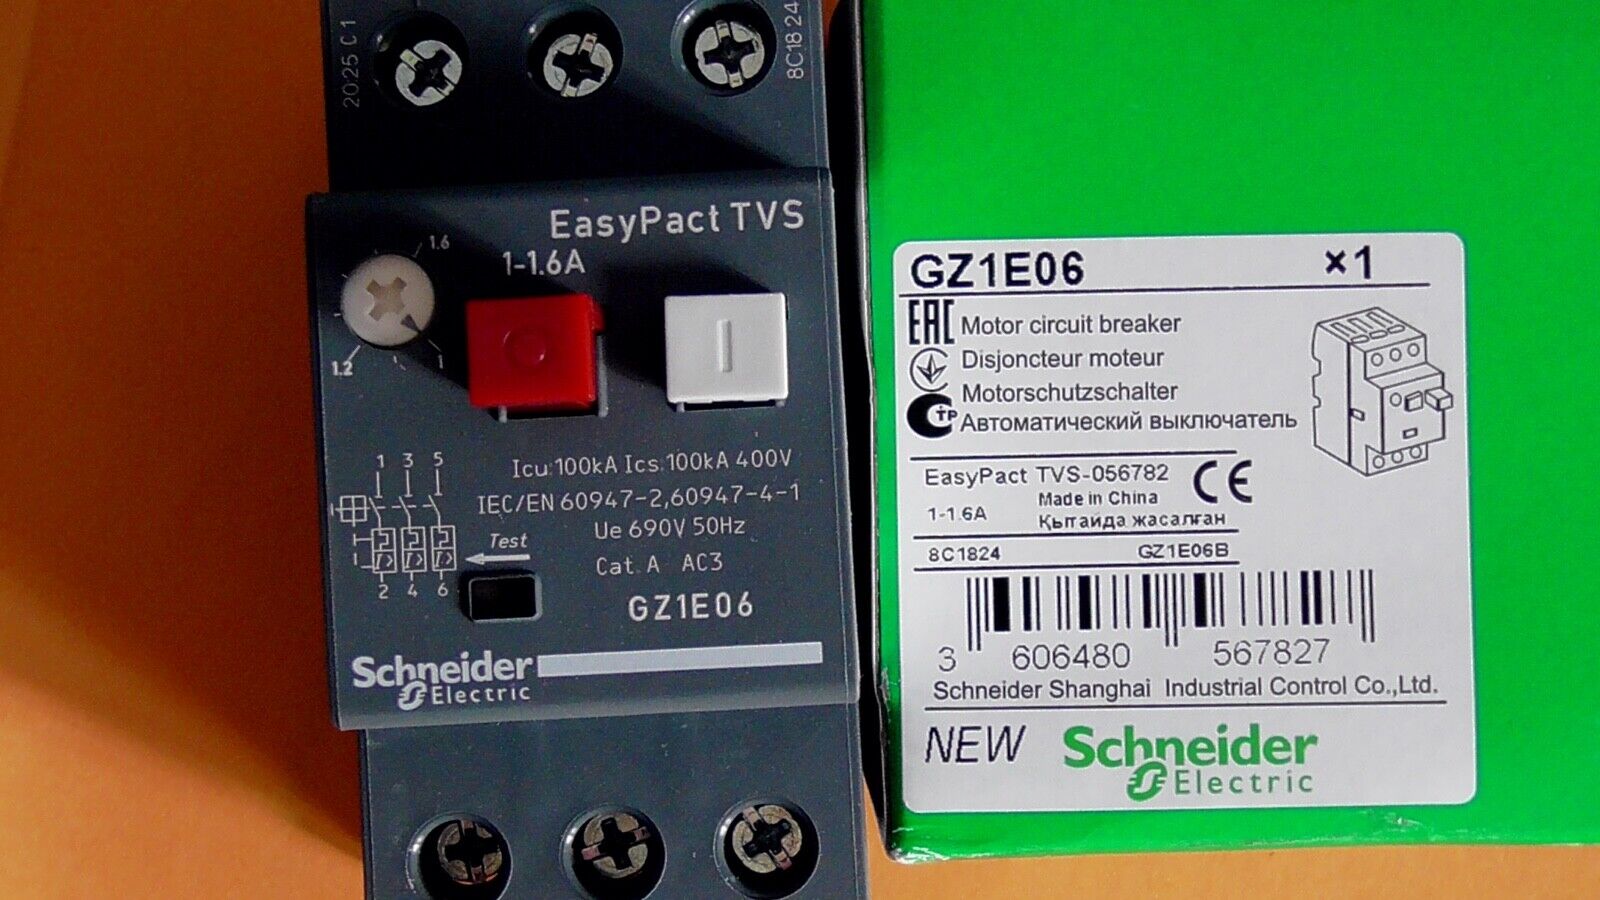 2025 C1
8C18 24
EasyPact TVS
1-1.6A
1.6
1.2
1
Icu:100kA Ics:100kA 400V
IEC/EN 60947-2,60947-4-1
Ue 690V 50Hz
Cat. A AC3
1 3 5
Test
2 4 6
GZ1E06
Schneider
Electric
GZ1E06 ×1
EAC Motor circuit breaker
Disjoncteur moteur
Motorschutzschalter
Автоматический выключатель
EasyPact TVS-056782 CE
Made in China
1-1.6A Қытайда жасалған
8C1824 GZ1E06B
3 606480 567827
Schneider Shanghai Industrial Control Co.,Ltd.
NEW Schneider
Electric